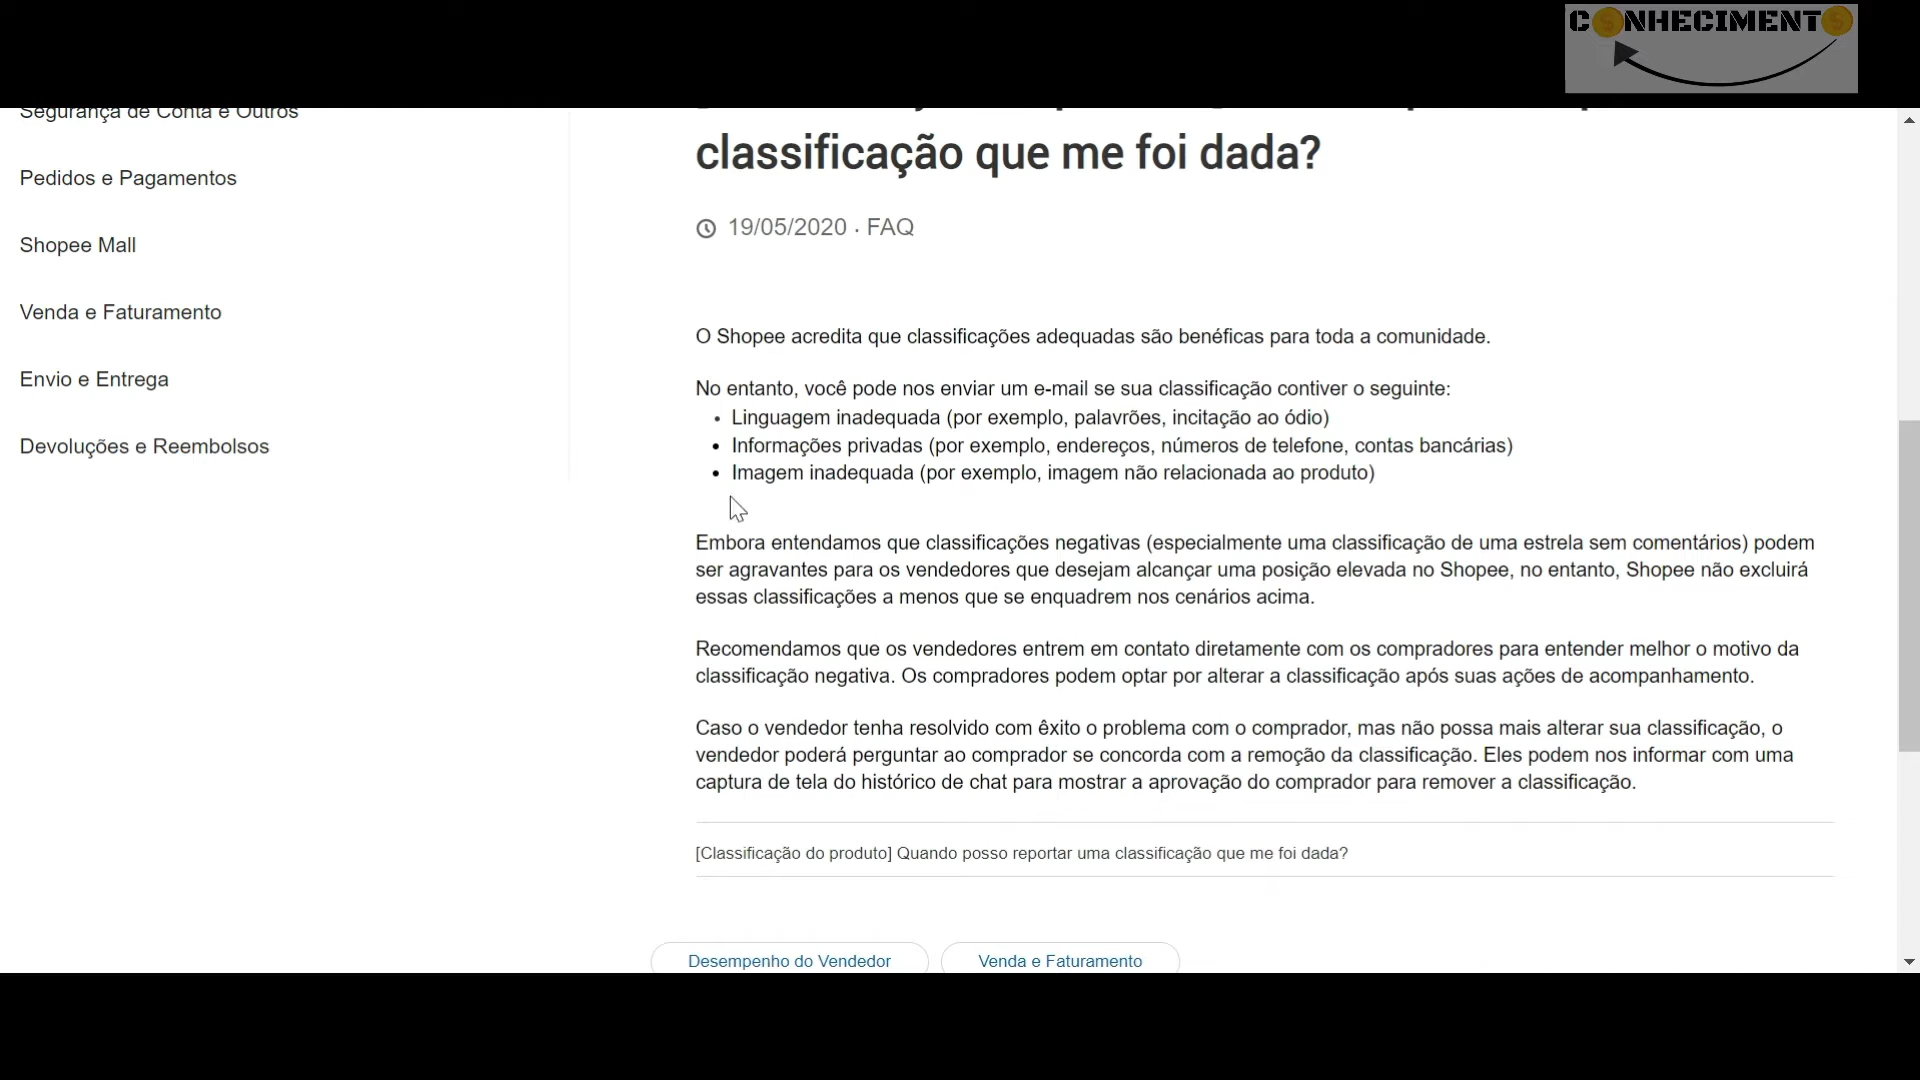 CONHECIMENTO
Segurança de Conta e Outros
Pedidos e Pagamentos
Shopee Mall
Venda e Faturamento
Envio e Entrega
Devoluções e Reembolsos
classificação que me foi dada?
19/05/2020 · FAQ
O Shopee acredita que classificações adequadas são benéficas para toda a comunidade.
No entanto, você pode nos enviar um e-mail se sua classificação contiver o seguinte:
• Linguagem inadequada (por exemplo, palavrões, incitação ao ódio)
• Informações privadas (por exemplo, endereços, números de telefone, contas bancárias)
• Imagem inadequada (por exemplo, imagem não relacionada ao produto)
Embora entendamos que classificações negativas (especialmente uma classificação de uma estrela sem comentários) podem
ser agravantes para os vendedores que desejam alcançar uma posição elevada no Shopee, no entanto, Shopee não excluirá
essas classificações a menos que se enquadrem nos cenários acima.
Recomendamos que os vendedores entrem em contato diretamente com os compradores para entender melhor o motivo da
classificação negativa. Os compradores podem optar por alterar a classificação após suas ações de acompanhamento.
Caso o vendedor tenha resolvido com êxito o problema com o comprador, mas não possa mais alterar sua classificação, o
vendedor poderá perguntar ao comprador se concorda com a remoção da classificação. Eles podem nos informar com uma
captura de tela do histórico de chat para mostrar a aprovação do comprador para remover a classificação.
[Classificação do produto] Quando posso reportar uma classificação que me foi dada?
Desempenho do Vendedor
Venda e Faturamento